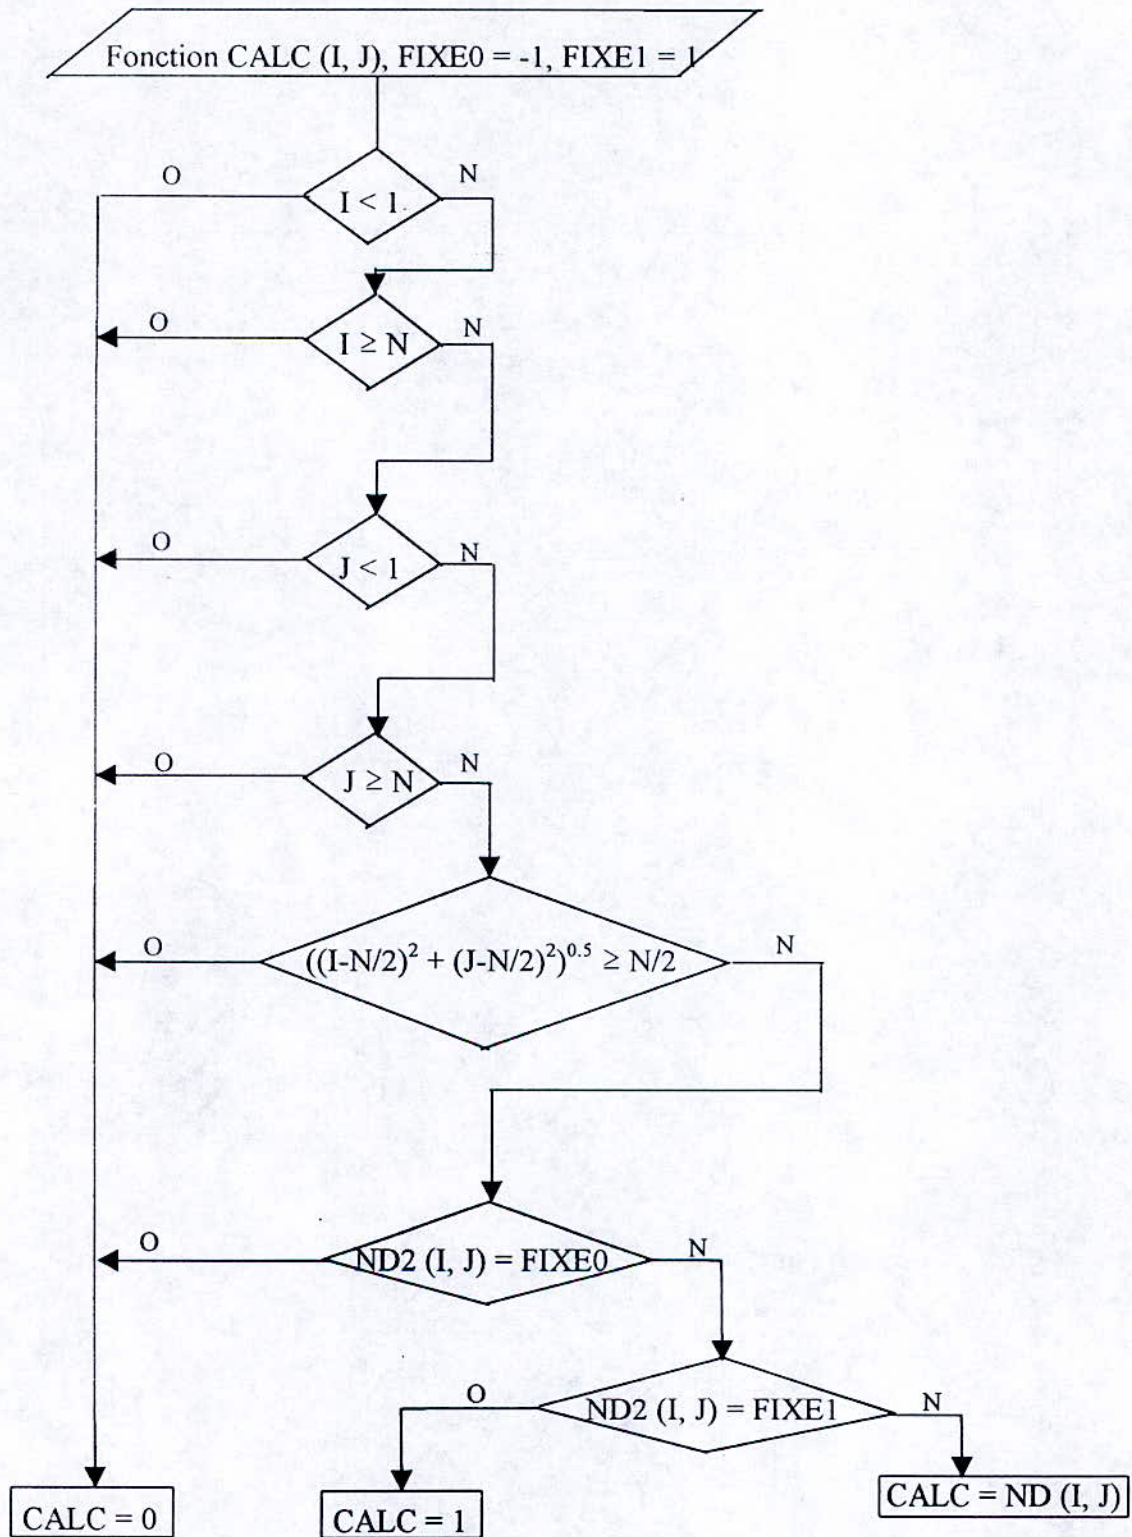 Fonction CALC (I, J), FIXE0 = -1, FIXE1 = 1
O
N
I < 1
O
N
I ≥ N
O
N
J < 1
O
N
J ≥ N
O
N
((I-N/2)² + (J-N/2)²)^0.5 ≥ N/2
O
N
ND2 (I, J) = FIXE0
O
N
ND2 (I, J) = FIXE1
CALC = 0
CALC = 1
CALC = ND (I, J)